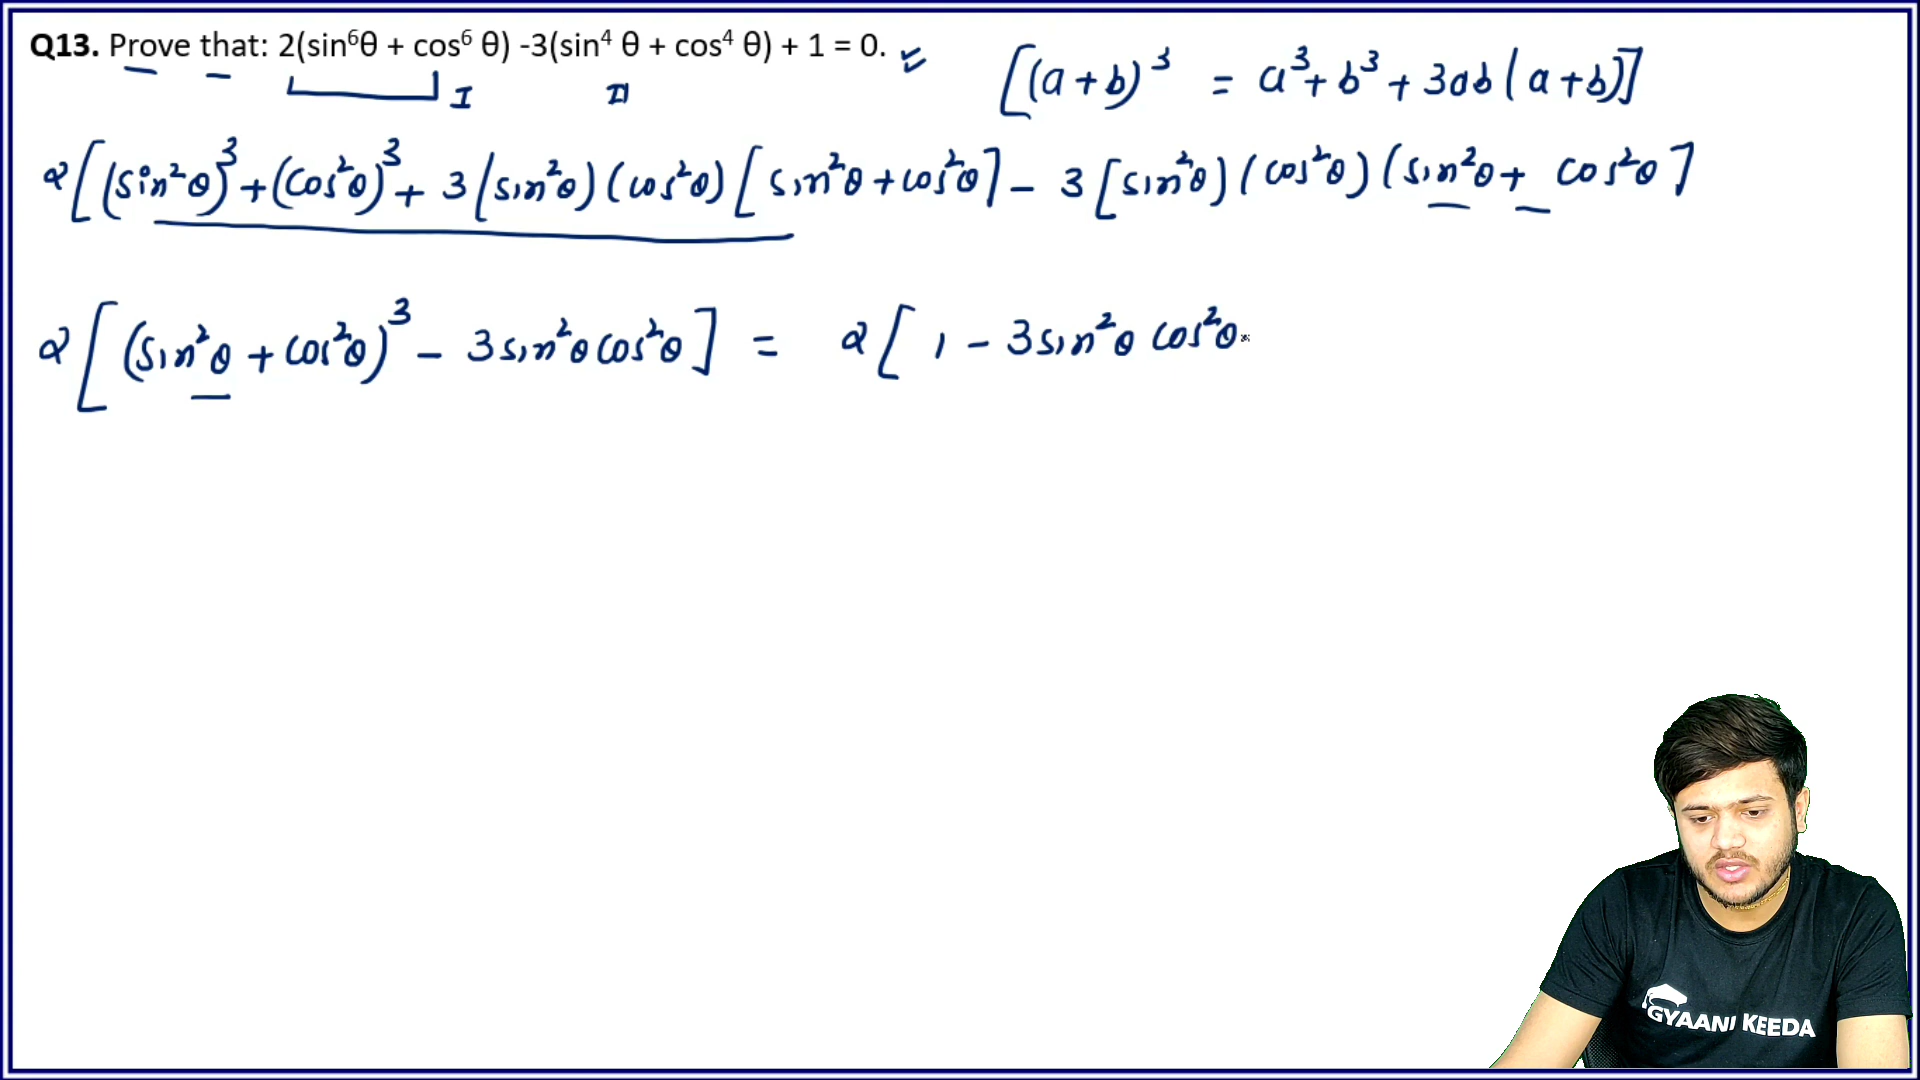 Q13. Prove that: 2(sin⁶θ + cos⁶ θ) -3(sin⁴ θ + cos⁴ θ) + 1 = 0.
[(a+b)³ = a³+b³+3ab(a+b)]
I II
2[(sin²θ)³+(cos²θ)³+ 3(sin²θ)(cos²θ)[sin²θ+cos²θ] - 3[sin²θ)(cos²θ)(sin²θ+ cos²θ]
2[(sin²θ+cos²θ)³ - 3sin²θcos²θ] = 2[1-3sin²θ cos²θ
GYAANI KEEDA